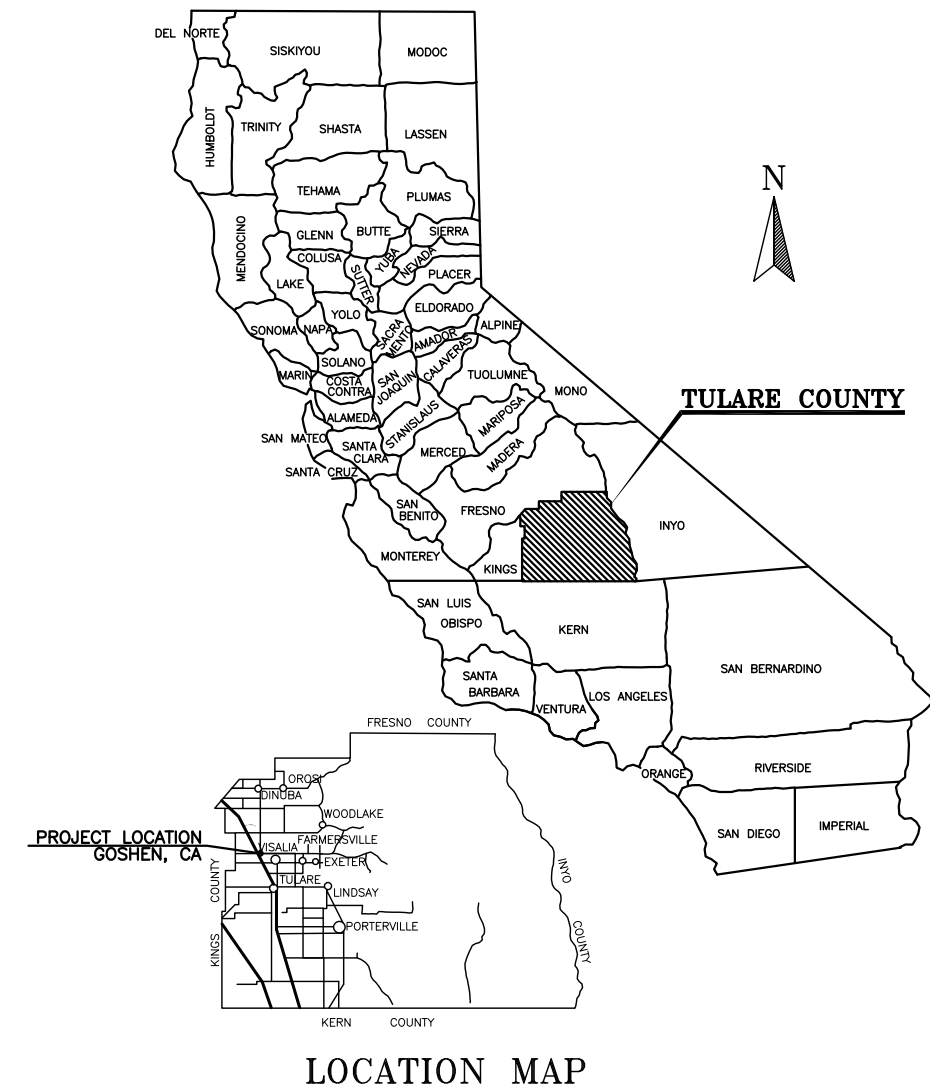 DEL NORTE
SISKIYOU
MODOC
HUMBOLDT
TRINITY
SHASTA
LASSEN
TEHAMA
PLUMAS
N
MENDOCINO
GLENN
BUTTE
SIERRA
COLUSA
YUBA
NEVADA
LAKE
SUTTER
PLACER
ELDORADO
SONOMA
NAPA
YOLO
SACRA
MENTO
AMADOR
ALPINE
SOLANO
CALAVERAS
MARIN
COSTA
CONTRA
SAN
JOAQUIN
TUOLUMNE
MONO
TULARE COUNTY
ALAMEDA
STANISLAUS
MARIPOSA
SAN MATEO
SANTA
CLARA
MERCED
MADERA
SANTA CRUZ
SAN
BENITO
FRESNO
INYO
MONTEREY
KINGS
SAN LUIS
OBISPO
KERN
SANTA
BARBARA
SAN BERNARDINO
VENTURA
LOS ANGELES
ORANGE
RIVERSIDE
SAN DIEGO
IMPERIAL
FRESNO COUNTY
OROSI
DINUBA
WOODLAKE
PROJECT LOCATION
GOSHEN, CA
FARMERSVILLE
VISALIA
EXETER
TULARE
LINDSAY
PORTERVILLE
KINGS COUNTY
INYO COUNTY
KERN COUNTY
LOCATION MAP